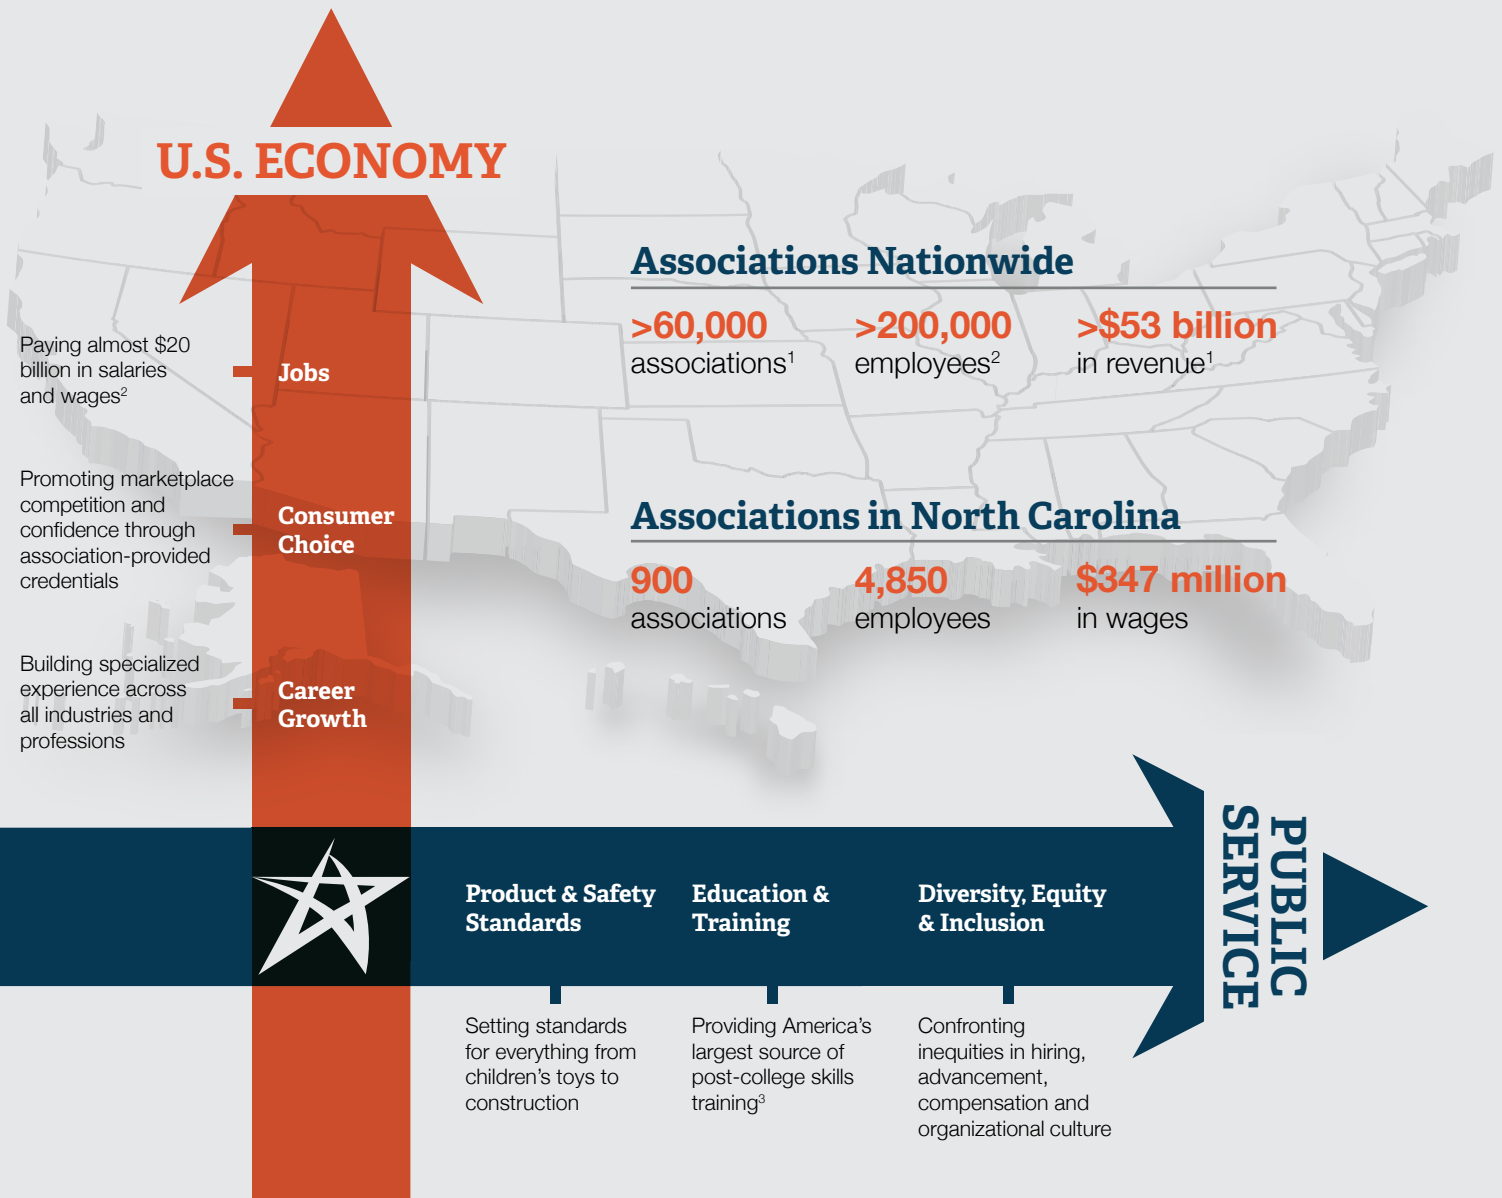 U.S. ECONOMY
Paying almost $20
billion in salaries
and wages²
Jobs
Promoting marketplace
competition and
confidence through
association-provided
credentials
Consumer
Choice
Building specialized
experience across
all industries and
professions
Career
Growth
Associations Nationwide
>60,000
associations¹
>200,000
employees²
>$53 billion
in revenue¹
Associations in North Carolina
900
associations
4,850
employees
$347 million
in wages
Product & Safety
Standards
Setting standards
for everything from
children’s toys to
construction
Education &
Training
Providing America’s
largest source of
post-college skills
training³
Diversity, Equity
& Inclusion
Confronting
inequities in hiring,
advancement,
compensation and
organizational culture
PUBLIC
SERVICE